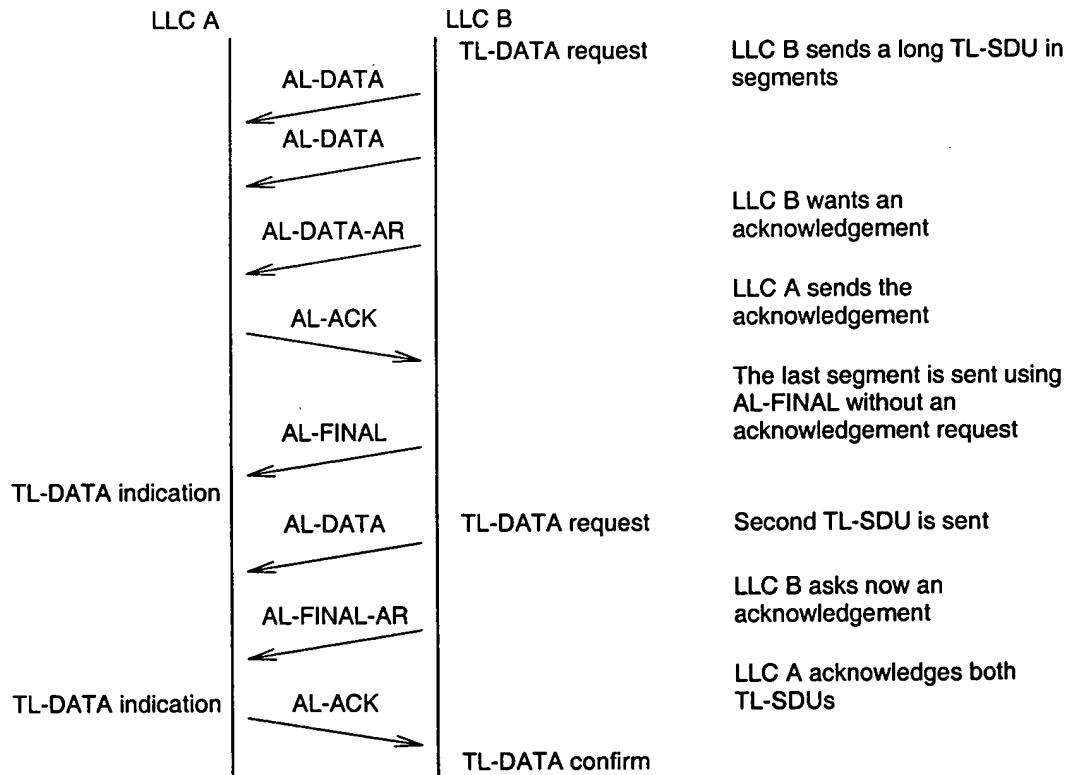 LLC A
LLC B
TL-DATA request
LLC B sends a long TL-SDU in
segments
AL-DATA
AL-DATA
LLC B wants an
acknowledgement
AL-DATA-AR
LLC A sends the
acknowledgement
AL-ACK
The last segment is sent using
AL-FINAL without an
acknowledgement request
AL-FINAL
TL-DATA indication
AL-DATA
TL-DATA request
Second TL-SDU is sent
LLC B asks now an
acknowledgement
AL-FINAL-AR
LLC A acknowledges both
TL-SDUs
TL-DATA indication
AL-ACK
TL-DATA confirm